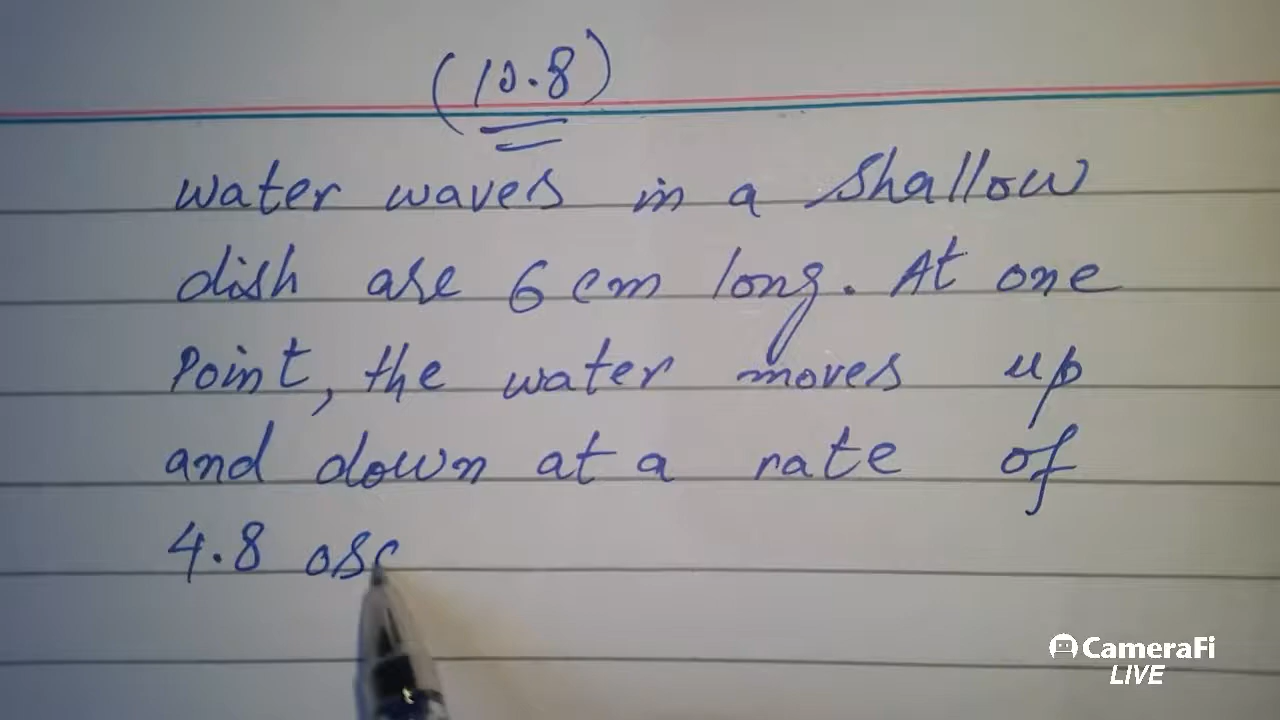 (10.8)
water waves in a shallow
dish are 6 cm long. At one
Point, the water moves up
and down at a rate of
4.8 osc
CameraFi
LIVE